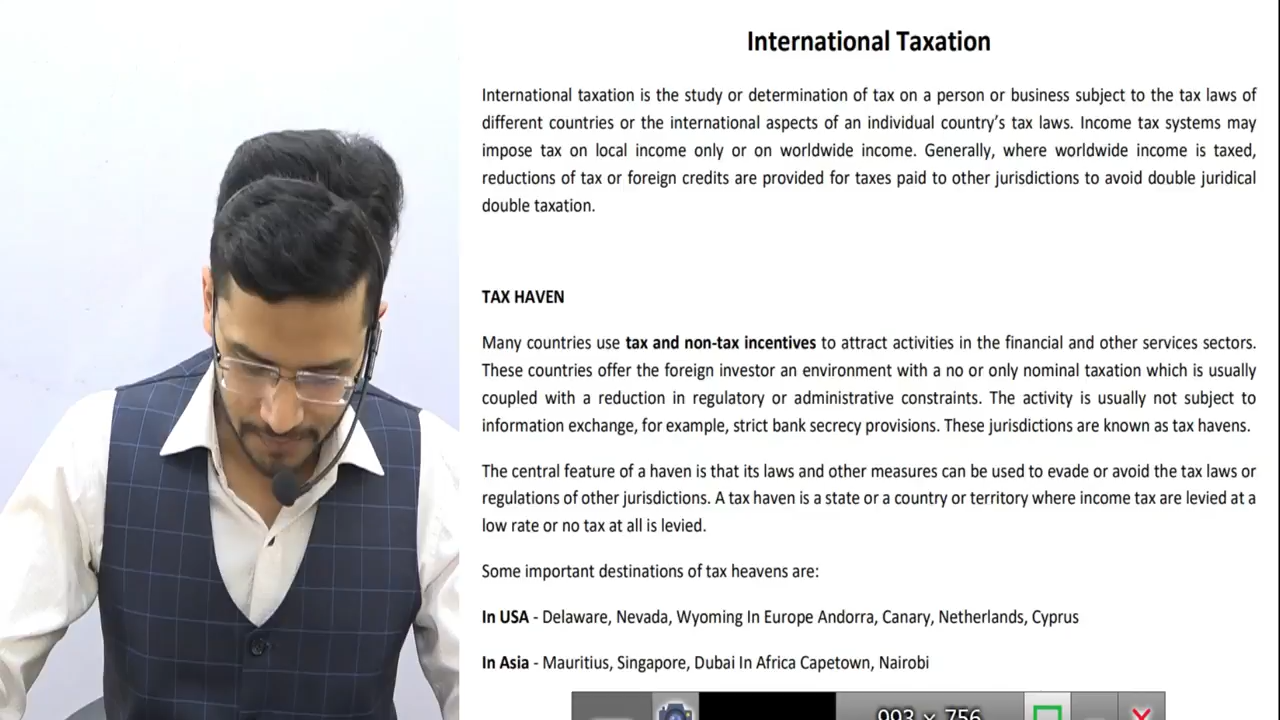 International Taxation
International taxation is the study or determination of tax on a person or business subject to the tax laws of
different countries or the international aspects of an individual country's tax laws. Income tax systems may
impose tax on local income only or on worldwide income. Generally, where worldwide income is taxed,
reductions of tax or foreign credits are provided for taxes paid to other jurisdictions to avoid double juridical
double taxation.
TAX HAVEN
Many countries use tax and non-tax incentives to attract activities in the financial and other services sectors.
These countries offer the foreign investor an environment with a no or only nominal taxation which is usually
coupled with a reduction in regulatory or administrative constraints. The activity is usually not subject to
information exchange, for example, strict bank secrecy provisions. These jurisdictions are known as tax havens.
The central feature of a haven is that its laws and other measures can be used to evade or avoid the tax laws or
regulations of other jurisdictions. A tax haven is a state or a country or territory where income tax are levied at a
low rate or no tax at all is levied.
Some important destinations of tax heavens are:
In USA - Delaware, Nevada, Wyoming In Europe Andorra, Canary, Netherlands, Cyprus
In Asia - Mauritius, Singapore, Dubai In Africa Capetown, Nairobi
993 × 756